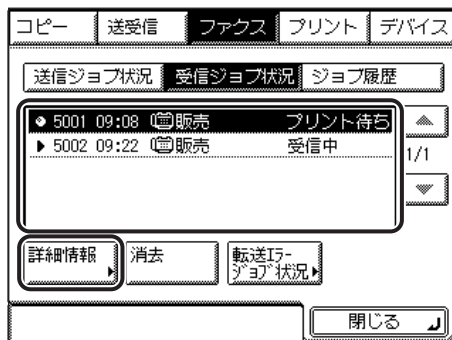 コピー 送受信 ファクス プリント デバイス
送信ジョブ状況 受信ジョブ状況 ジョブ履歴
5001 09:08 販売 プリント待ち
5002 09:22 販売 受信中
1/1
詳細情報 消去 転送エラー
ジョブ状況
閉じる